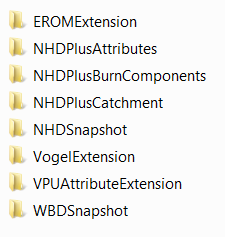 EROMExtension
NHDPlusAttributes
NHDPlusBurnComponents
NHDPlusCatchment
NHDSnapshot
VogelExtension
VPUAttributeExtension
WBDSnapshot